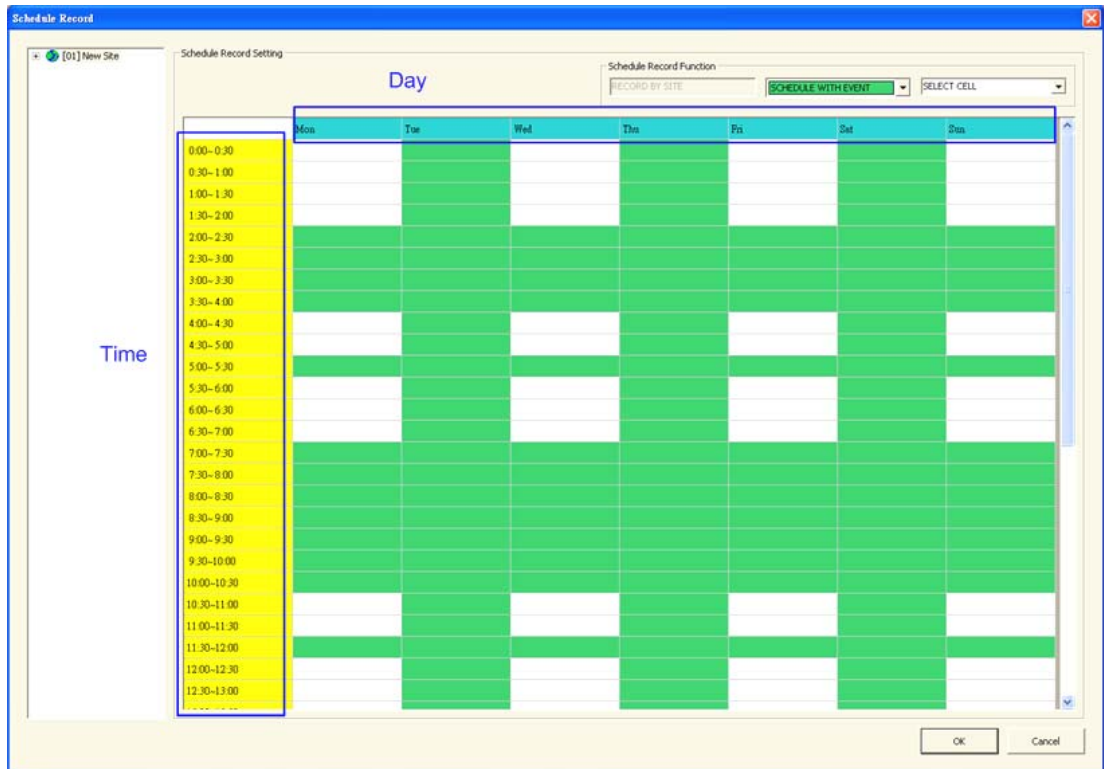 Schedule Record
[01] New Site
Schedule Record Setting
Day
Schedule Record Function
RECORD BY SITE
SCHEDULE WITH EVENT
SELECT CELL
Mon Tue Wed Thu Fri Sat Sun
Time
0:00~0:30
0:30~1:00
1:00~1:30
1:30~2:00
2:00~2:30
2:30~3:00
3:00~3:30
3:30~4:00
4:00~4:30
4:30~5:00
5:00~5:30
5:30~6:00
6:00~6:30
6:30~7:00
7:00~7:30
7:30~8:00
8:00~8:30
8:30~9:00
9:00~9:30
9:30~10:00
10:00~10:30
10:30~11:00
11:00~11:30
11:30~12:00
12:00~12:30
12:30~13:00
OK Cancel